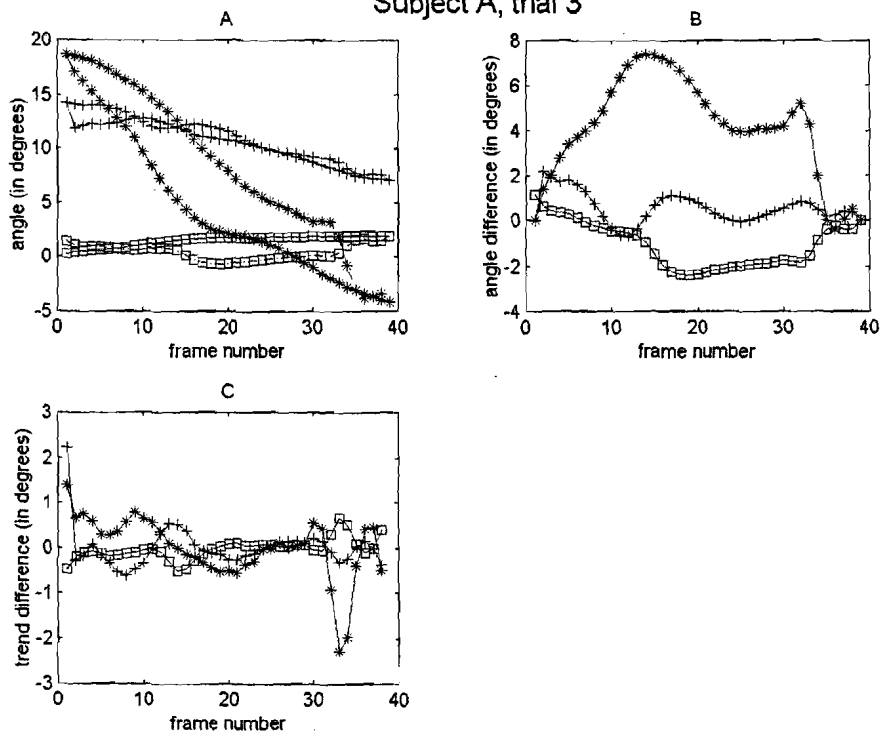 Subject A, trial 3
A
20
15
10
5
0
-5
0 10 20 30 40
angle (in degrees)
frame number
B
8
6
4
2
0
-2
-4
0 10 20 30 40
angle difference (in degrees)
frame number
C
3
2
1
0
-1
-2
-3
0 10 20 30 40
trend difference (in degrees)
frame number